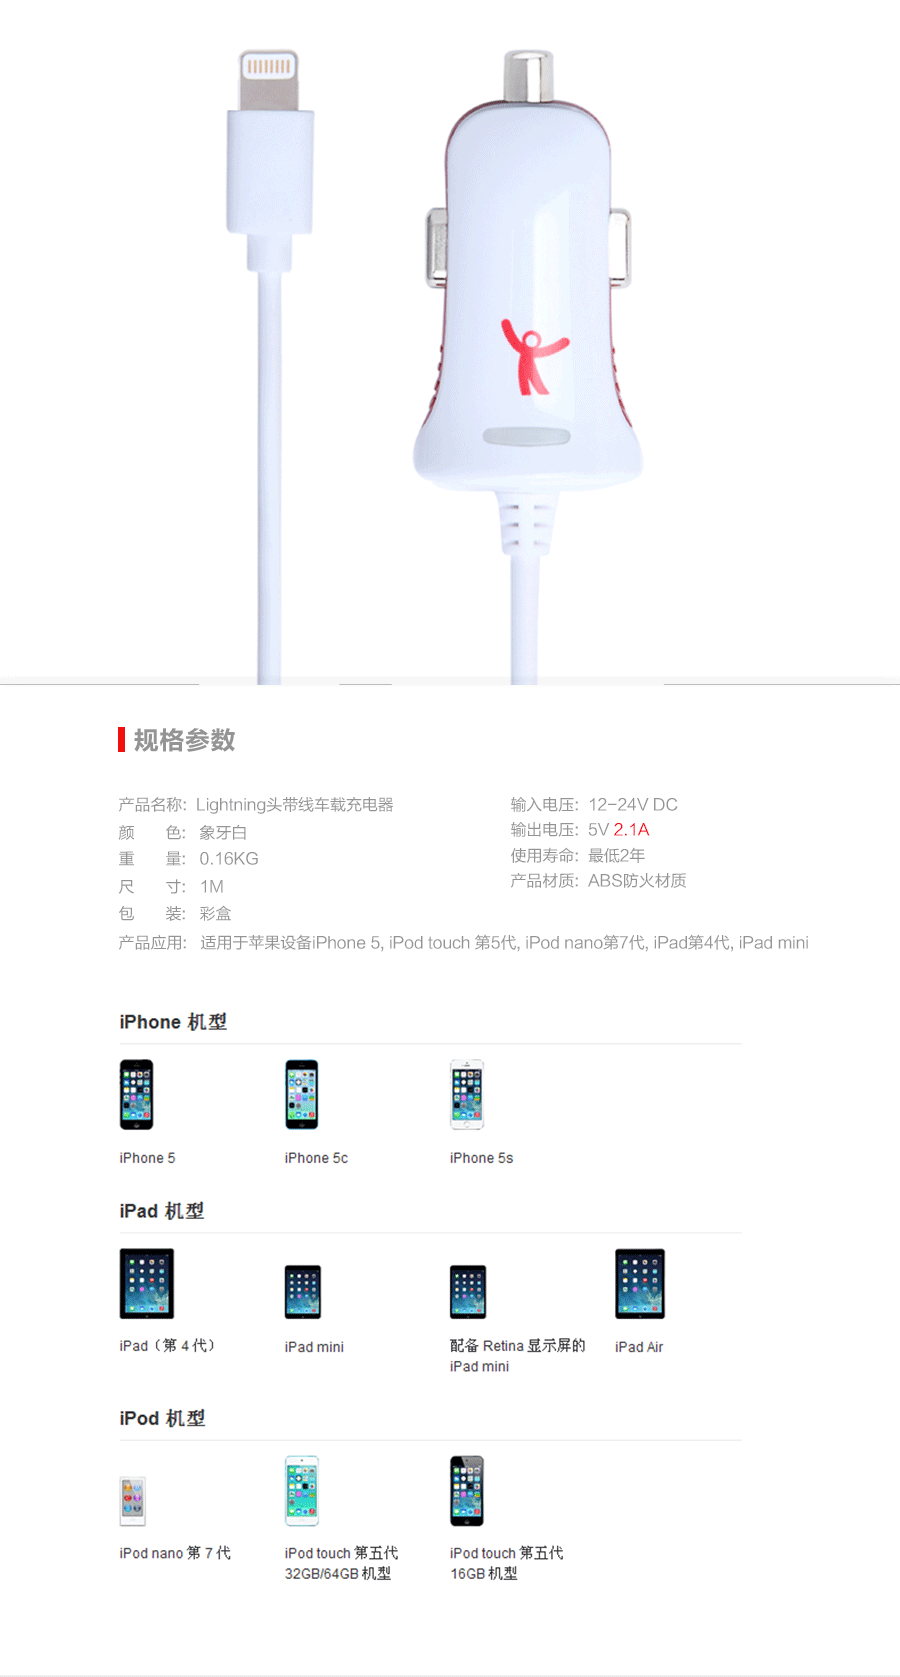 规格参数
产品名称: Lightning头带线车载充电器
颜 色: 象牙白
重 量: 0.16KG
尺 寸: 1M
包 装: 彩盒
输入电压: 12-24V DC
输出电压: 5V 2.1A
使用寿命: 最低2年
产品材质: ABS防火材质
产品应用: 适用于苹果设备iPhone 5, iPod touch 第5代, iPod nano第7代, iPad第4代, iPad mini
iPhone 机型
iPhone 5
iPhone 5c
iPhone 5s
iPad 机型
iPad（第 4 代）
iPad mini
配备 Retina 显示屏的
iPad mini
iPad Air
iPod 机型
iPod nano 第 7 代
iPod touch 第五代
32GB/64GB 机型
iPod touch 第五代
16GB 机型